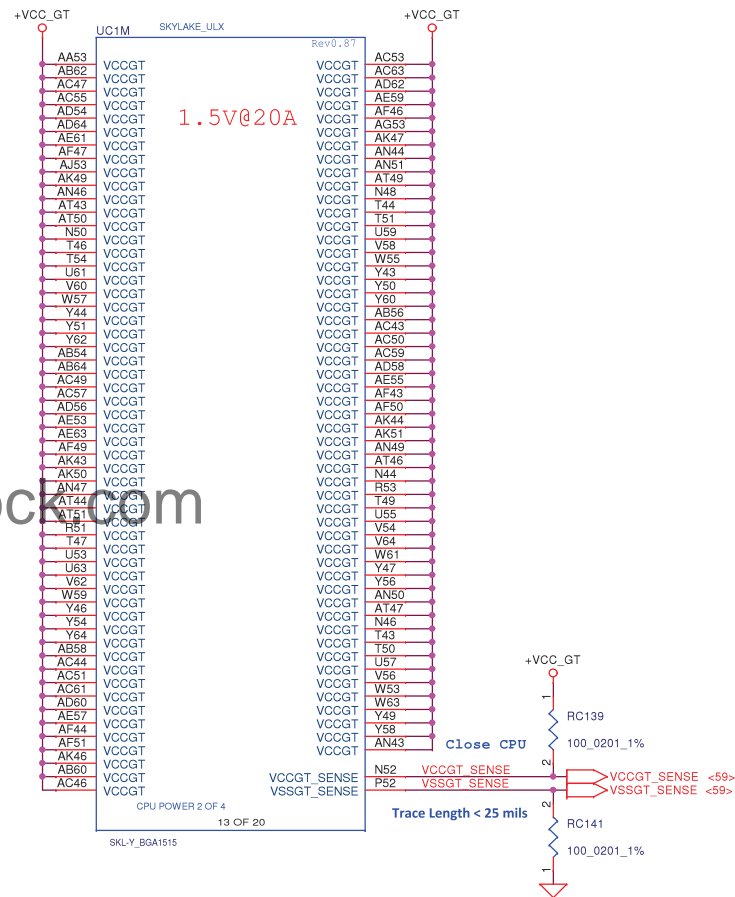 +VCC_GT
+VCC_GT
UC1M
SKYLAKE_ULX
Rev0.87
1.5V@20A
AA53 VCCGT VCCGT AC53
AB62 VCCGT VCCGT AC63
AC47 VCCGT VCCGT AD62
AC55 VCCGT VCCGT AE59
AD54 VCCGT VCCGT AF46
AD64 VCCGT VCCGT AG53
AE61 VCCGT VCCGT AK47
AF47 VCCGT VCCGT AN44
AJ53 VCCGT VCCGT AN51
AK49 VCCGT VCCGT AT49
AN46 VCCGT VCCGT N48
AT43 VCCGT VCCGT T44
AT50 VCCGT VCCGT T51
N50 VCCGT VCCGT U59
T46 VCCGT VCCGT V58
T54 VCCGT VCCGT W55
U61 VCCGT VCCGT Y43
V60 VCCGT VCCGT Y50
W57 VCCGT VCCGT Y60
Y44 VCCGT VCCGT AB56
Y51 VCCGT VCCGT AC43
Y62 VCCGT VCCGT AC50
AB54 VCCGT VCCGT AC59
AB64 VCCGT VCCGT AD58
AC49 VCCGT VCCGT AE55
AC57 VCCGT VCCGT AF43
AD56 VCCGT VCCGT AF50
AE53 VCCGT VCCGT AK44
AE63 VCCGT VCCGT AK51
AF49 VCCGT VCCGT AN49
AK43 VCCGT VCCGT AT46
AK50 VCCGT VCCGT N44
AN47 VCCGT VCCGT R53
AT44 VCCGT VCCGT T49
AT51 VCCGT VCCGT U55
R51 VCCGT VCCGT V54
T47 VCCGT VCCGT V64
U53 VCCGT VCCGT W61
U63 VCCGT VCCGT Y47
V62 VCCGT VCCGT Y56
W59 VCCGT VCCGT AN50
Y46 VCCGT VCCGT AT47
Y54 VCCGT VCCGT N46
Y64 VCCGT VCCGT T43
AB58 VCCGT VCCGT T50
AC44 VCCGT VCCGT U57
AC51 VCCGT VCCGT V56
AC61 VCCGT VCCGT W53
AD60 VCCGT VCCGT W63
AE57 VCCGT VCCGT Y49
AF44 VCCGT VCCGT Y58
AF51 VCCGT VCCGT AN43
AK46 VCCGT
AB60 VCCGT VCCGT_SENSE N52 VCCGT_SENSE
AC46 VCCGT VSSGT_SENSE P52 VSSGT_SENSE
ock.com
CPU POWER 2 OF 4
13 OF 20
SKL-Y_BGA1515
Close CPU
Trace Length < 25 mils
+VCC_GT
1
RC139
100_0201_1%
2
VCCGT_SENSE <59>
VSSGT_SENSE <59>
2
RC141
100_0201_1%
1